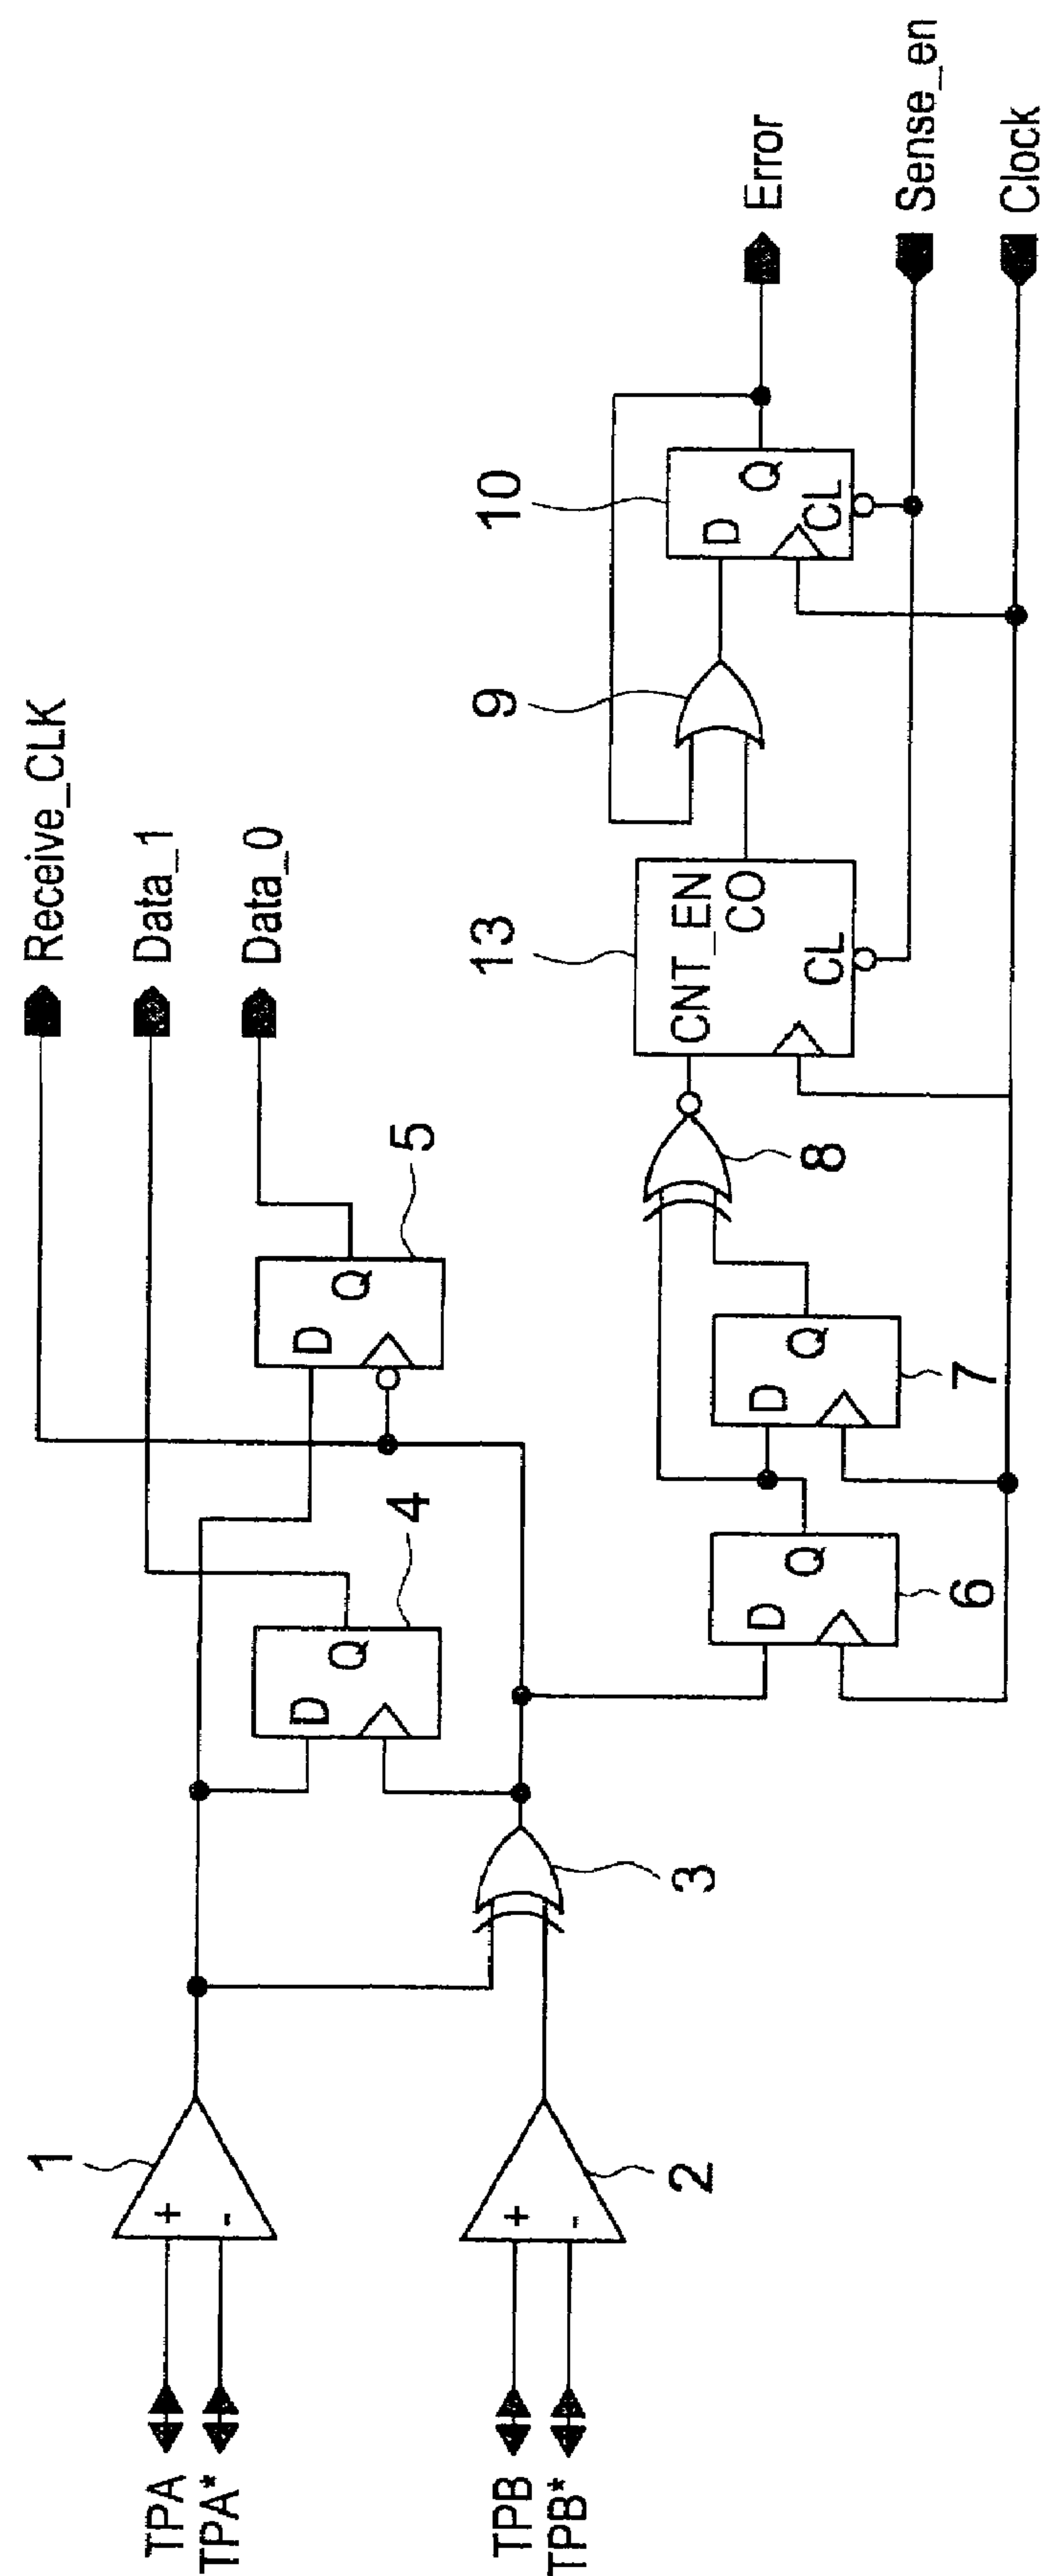 Receive_CLK
Data_1
Data_0
Error
Sense_en
Clock
TPA
TPA*
TPB
TPB*
1
+
-
2
+
-
3
4
D
Q
5
D
Q
6
D
Q
7
D
Q
8
13
CNT_EN
CO
CL
9
10
D
Q
CL